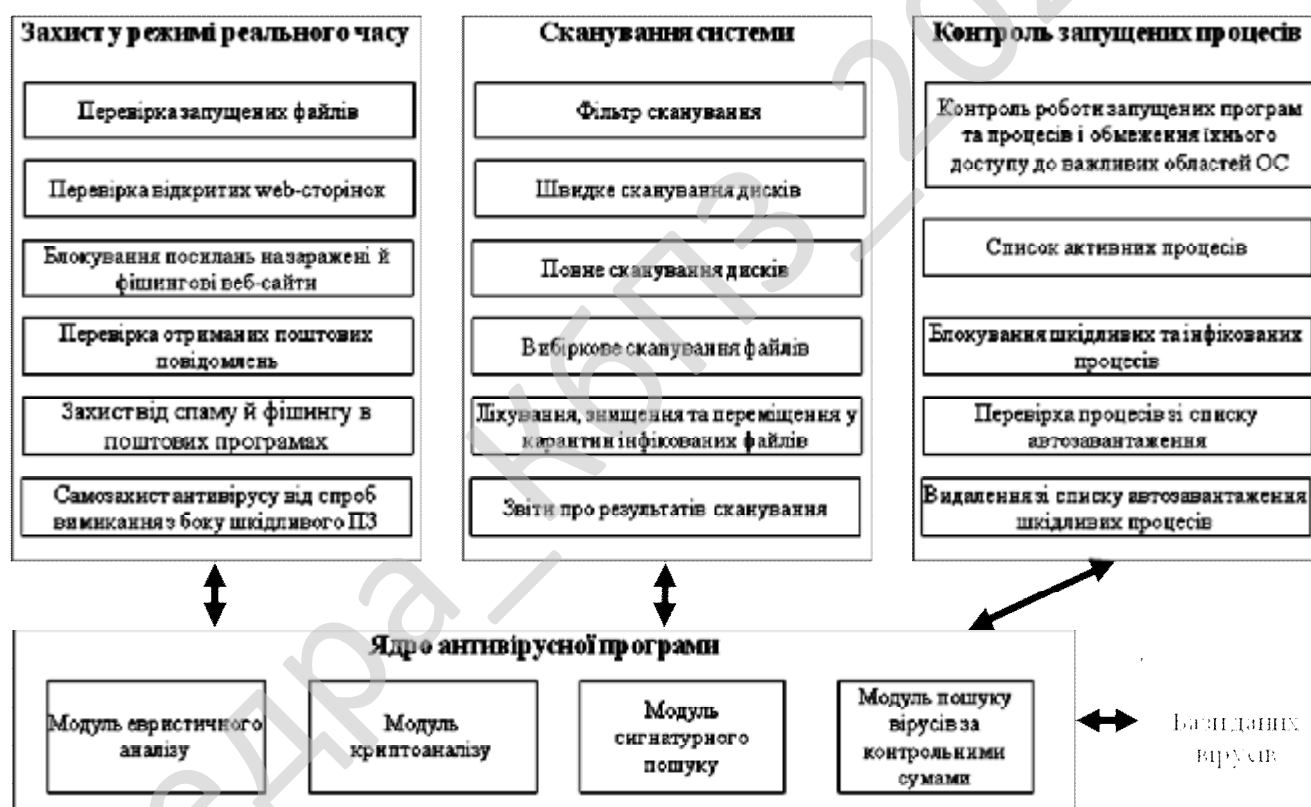 Захист у режимі реального часу
Перевірка запущених файлів
Перевірка відкритих web-сторінок
Блокування посилань на заражені й
фішингові веб-сайти
Перевірка отриманих поштових
повідомлень
Захист від спаму й фішингу в
поштових програмах
Самозахист антивірусу від спроб
вимикання з боку шкідливого ПЗ
Сканування системи
Фільтр сканування
Швидке сканування дисків
Повне сканування дисків
Вибіркове сканування файлів
Лікування, знищення та переміщення у
карантин інфікованих файлів
Звіти про результатів сканування
Контроль запущених процесів
Контроль роботи запущених програм
та процесів і обмеження їхнього
доступу до важливих областей ОС
Список активних процесів
Блокування шкідливих та інфікованих
процесів
Перевірка процесів зі списку
автозавантаження
Видалення зі списку автозавантаження
шкідливих процесів
Ядро антивірусної програми
Модуль евристичного
аналізу
Модуль
криптоаналізу
Модуль
сигнатурного
пошуку
Модуль пошуку
вірусів за
контрольними
сумами
Бази даних
вірусів
едра_КбПЗ_202